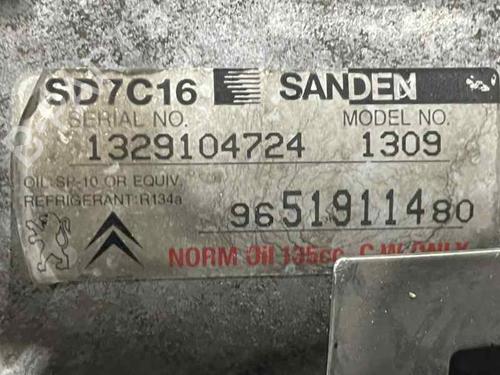 SD7C16 SANDEN
SERIAL NO. MODEL NO.
1329104724 1309
OIL: SP-10 OR EQUIV.
REFRIGERANT: R134a
9651911480
NORM Oil 135cc C.W ONLY